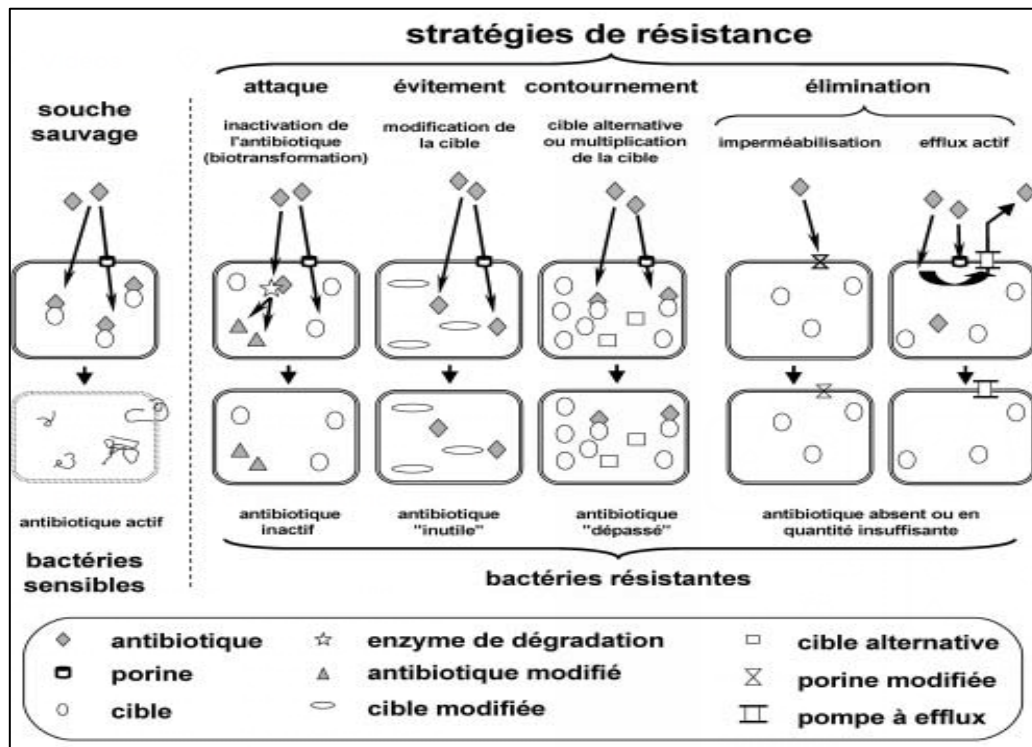 stratégies de résistance
souche
sauvage
attaque
inactivation de
l'antibiotique
(biotransformation)
évitement
modification de
la cible
contournement
cible alternative
ou multiplication
de la cible
élimination
imperméabilisation
efflux actif
antibiotique actif
bactéries
sensibles
antibiotique
inactif
antibiotique
"inutile"
antibiotique
"dépassé"
antibiotique absent ou en
quantité insuffisante
bactéries résistantes
antibiotique
porine
cible
enzyme de dégradation
antibiotique modifié
cible modifiée
cible alternative
porine modifiée
pompe à efflux